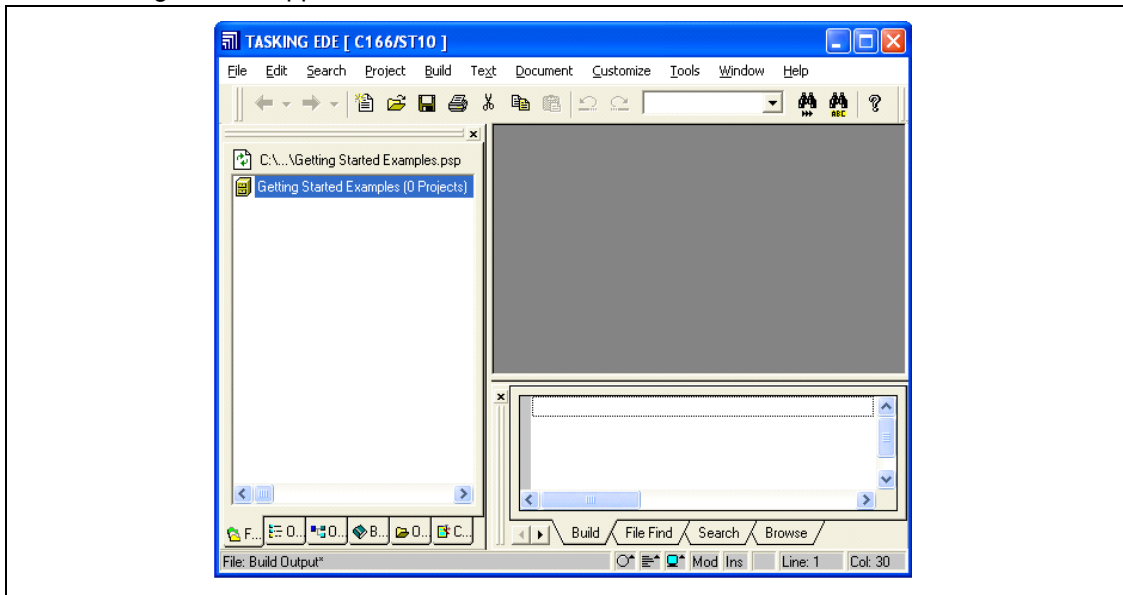 TASKING EDE [ C166/ST10 ]
File Edit Search Project Build Text Document Customize Tools Window Help
ABC
C:\...\Getting Started Examples.psp
Getting Started Examples (0 Projects)
F... O... O... B... O... C...
Build File Find Search Browse
File: Build Output* Mod Ins Line: 1 Col: 30